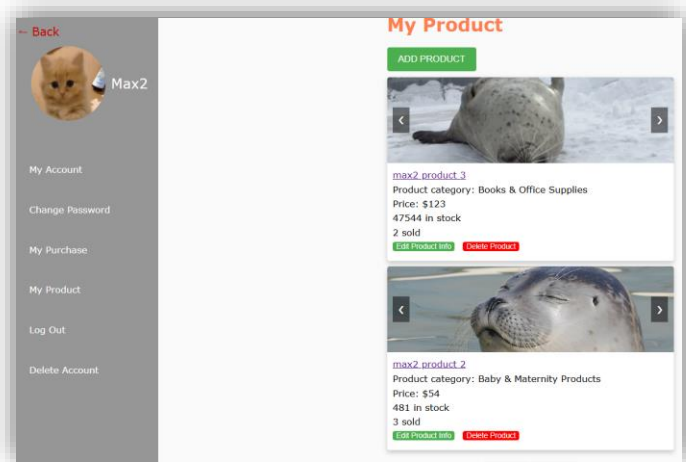 ← Back
Max2
My Account
Change Password
My Purchase
My Product
Log Out
Delete Account
My Product
ADD PRODUCT
max2 product 3
Product category: Books & Office Supplies
Price: $123
47544 in stock
2 sold
Edit Product Info Delete Product
max2 product 2
Product category: Baby & Maternity Products
Price: $54
481 in stock
3 sold
Edit Product Info Delete Product